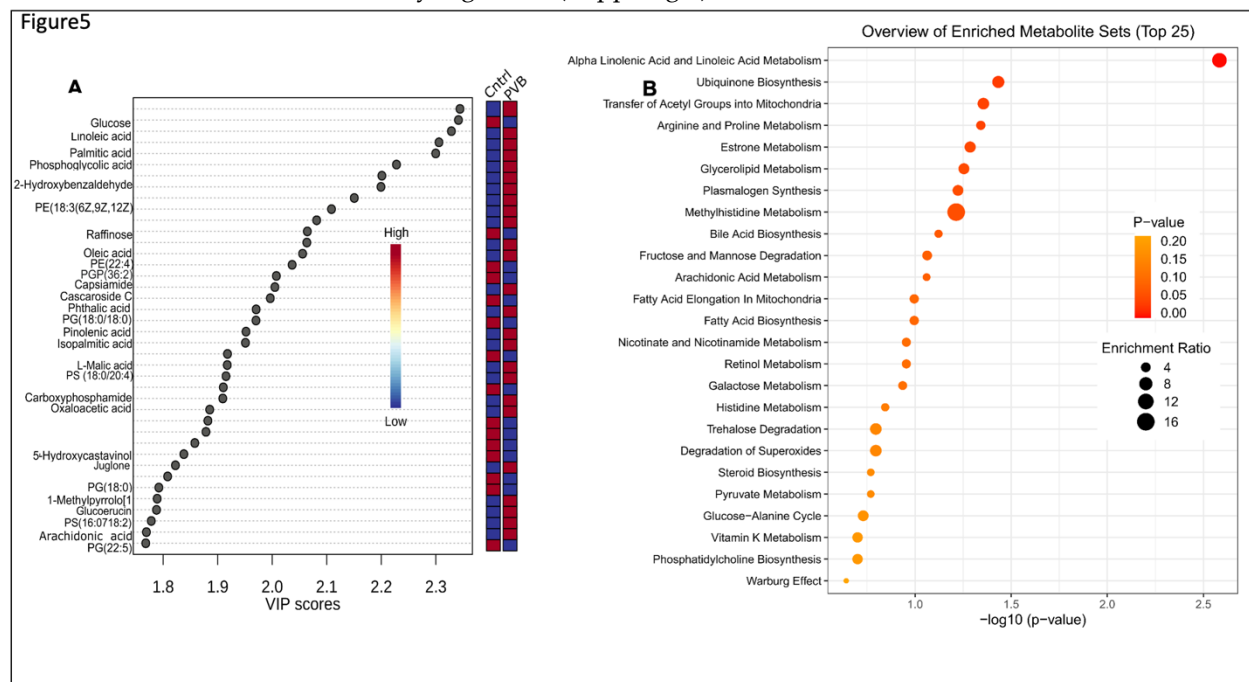 Figure5
A
Cntrl
PVB
Glucose
Linoleic acid
Palmitic acid
Phosphoglycolic acid
2-Hydroxybenzaldehyde
PE(18:3(6Z,9Z,12Z)
Raffinose
Oleic acid
PE(22:4)
PGP(36:2)
Capsiamide
Cascaroside C
Phthalic acid
PG(18:0/18:0)
Pinolenic acid
Isopalmitic acid
L-Malic acid
PS (18:0/20:4)
Carboxyphosphamide
Oxaloacetic acid
5-Hydroxycastavinol
Juglone
PG(18:0)
1-Methylpyrrolo[1
Glucoerucin
PS(16:0718:2)
Arachidonic acid
PG(22:5)
High
Low
1.8 1.9 2.0 2.1 2.2 2.3
VIP scores
Overview of Enriched Metabolite Sets (Top 25)
B
Alpha Linolenic Acid and Linoleic Acid Metabolism
Ubiquinone Biosynthesis
Transfer of Acetyl Groups into Mitochondria
Arginine and Proline Metabolism
Estrone Metabolism
Glycerolipid Metabolism
Plasmalogen Synthesis
Methylhistidine Metabolism
Bile Acid Biosynthesis
Fructose and Mannose Degradation
Arachidonic Acid Metabolism
Fatty Acid Elongation In Mitochondria
Fatty Acid Biosynthesis
Nicotinate and Nicotinamide Metabolism
Retinol Metabolism
Galactose Metabolism
Histidine Metabolism
Trehalose Degradation
Degradation of Superoxides
Steroid Biosynthesis
Pyruvate Metabolism
Glucose−Alanine Cycle
Vitamin K Metabolism
Phosphatidylcholine Biosynthesis
Warburg Effect
P−value
0.20
0.15
0.10
0.05
0.00
Enrichment Ratio
4
8
12
16
1.0 1.5 2.0 2.5
−log10 (p−value)